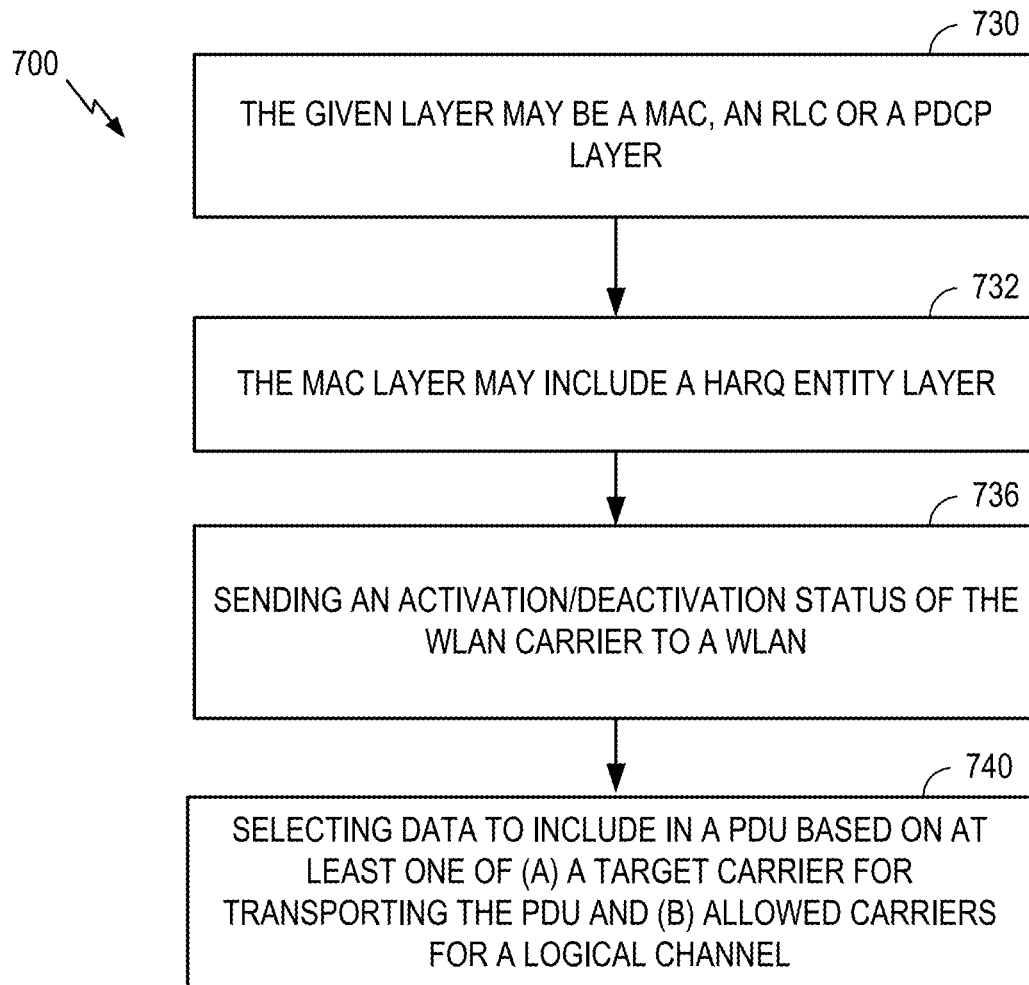 700
730
THE GIVEN LAYER MAY BE A MAC, AN RLC OR A PDCP
LAYER
732
THE MAC LAYER MAY INCLUDE A HARQ ENTITY LAYER
736
SENDING AN ACTIVATION/DEACTIVATION STATUS OF THE
WLAN CARRIER TO A WLAN
740
SELECTING DATA TO INCLUDE IN A PDU BASED ON AT
LEAST ONE OF (A) A TARGET CARRIER FOR
TRANSPORTING THE PDU AND (B) ALLOWED CARRIERS
FOR A LOGICAL CHANNEL